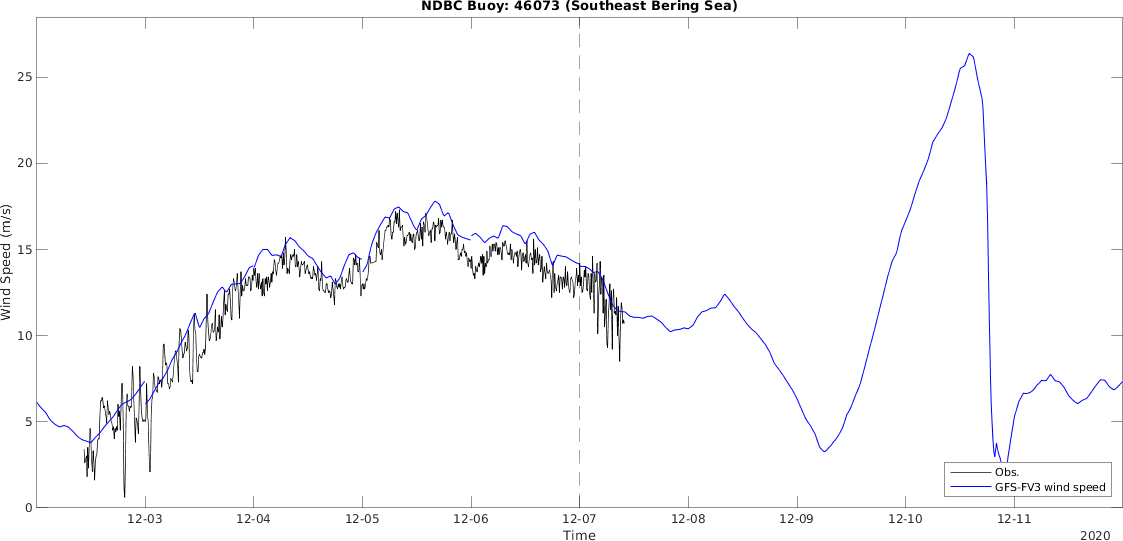 NDBC Buoy: 46073 (Southeast Bering Sea)
25
20
15
10
5
0
Wind Speed (m/s)
12-03 12-04 12-05 12-06 12-07 12-08 12-09 12-10 12-11
Time
2020
Obs.
GFS-FV3 wind speed